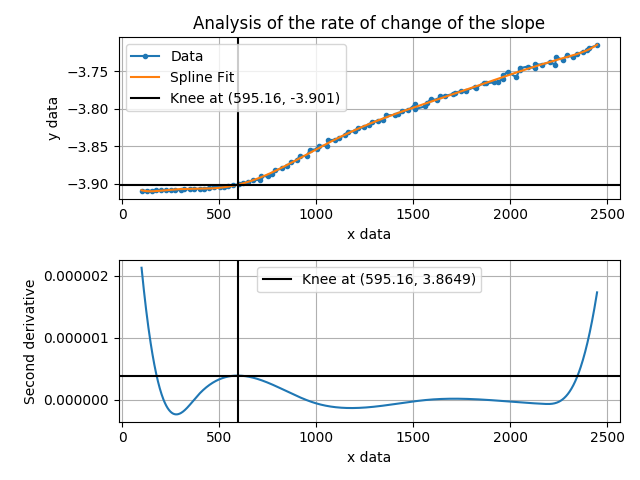 Analysis of the rate of change of the slope
Data
Spline Fit
Knee at (595.16, -3.901)
−3.75
−3.80
−3.85
−3.90
y data
0 500 1000 1500 2000 2500
x data
Knee at (595.16, 3.8649)
0.000002
0.000001
0.000000
Second derivative
0 500 1000 1500 2000 2500
x data